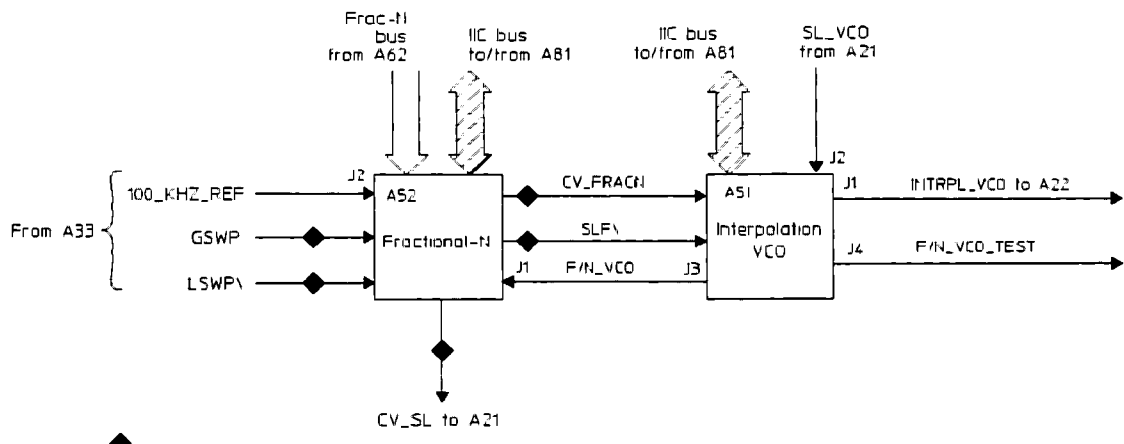 Frac-N
bus
from A62
IIC bus
to/from A81
IIC bus
to/from A81
SL_VCO
from A21
From A33
100_KHZ_REF
GSWP
LSWP\
J2
A52
Fractional-N
CV_FRACN
SLF\
J1
F/N_VCO
J3
J2
A51
Interpolation
VCO
J1
INTRPL_VCO to A22
J4
F/N_VCO_TEST
CV_SL to A21